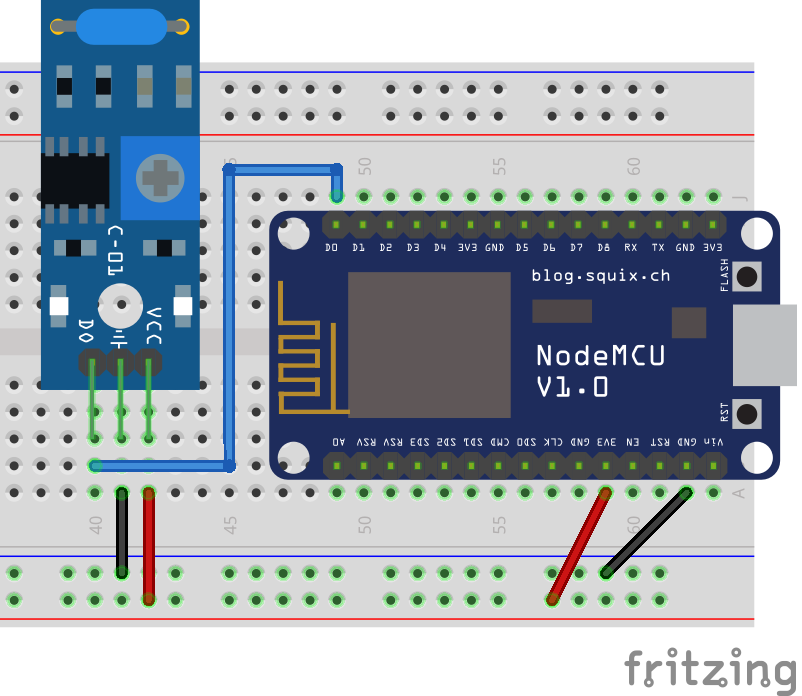 50
55
60
J
D0 D1 D2 D3 D4 3V3 GND D5 D6 D7 D8 RX TX GND 3V3
C-01
DO
VCC
blog.squix.ch
FLASH
NodeMCU
V1.0
RST
A0 RSV RSV SD3 SD2 SD1 CMD SD0 CLK GND 3V3 EN RST GND Vin
A
40
45
50
55
60
fritzing